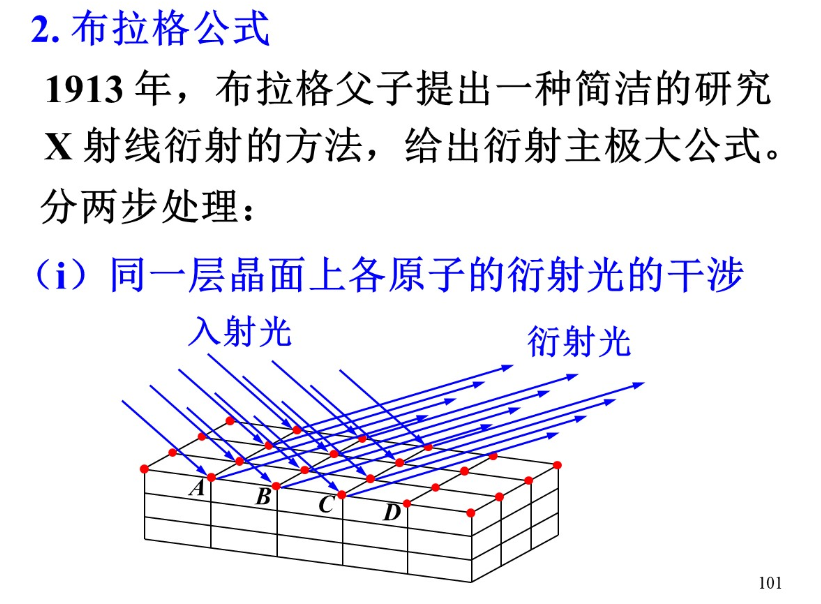 2. 布拉格公式
1913 年，布拉格父子提出一种简洁的研究
X 射线衍射的方法，给出衍射主极大公式。
分两步处理：
（i）同一层晶面上各原子的衍射光的干涉
入射光
衍射光
A
B
C
D
101